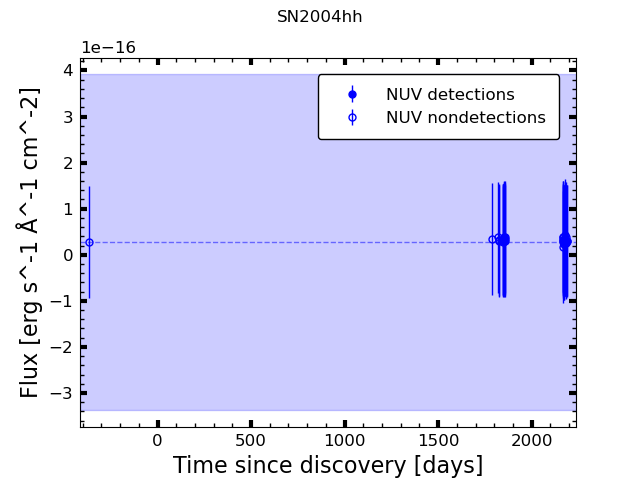 SN2004hh
1e−16
4
3
2
1
0
−1
−2
−3
Flux [erg s^-1 Å^-1 cm^-2]
NUV detections
NUV nondetections
0 500 1000 1500 2000
Time since discovery [days]